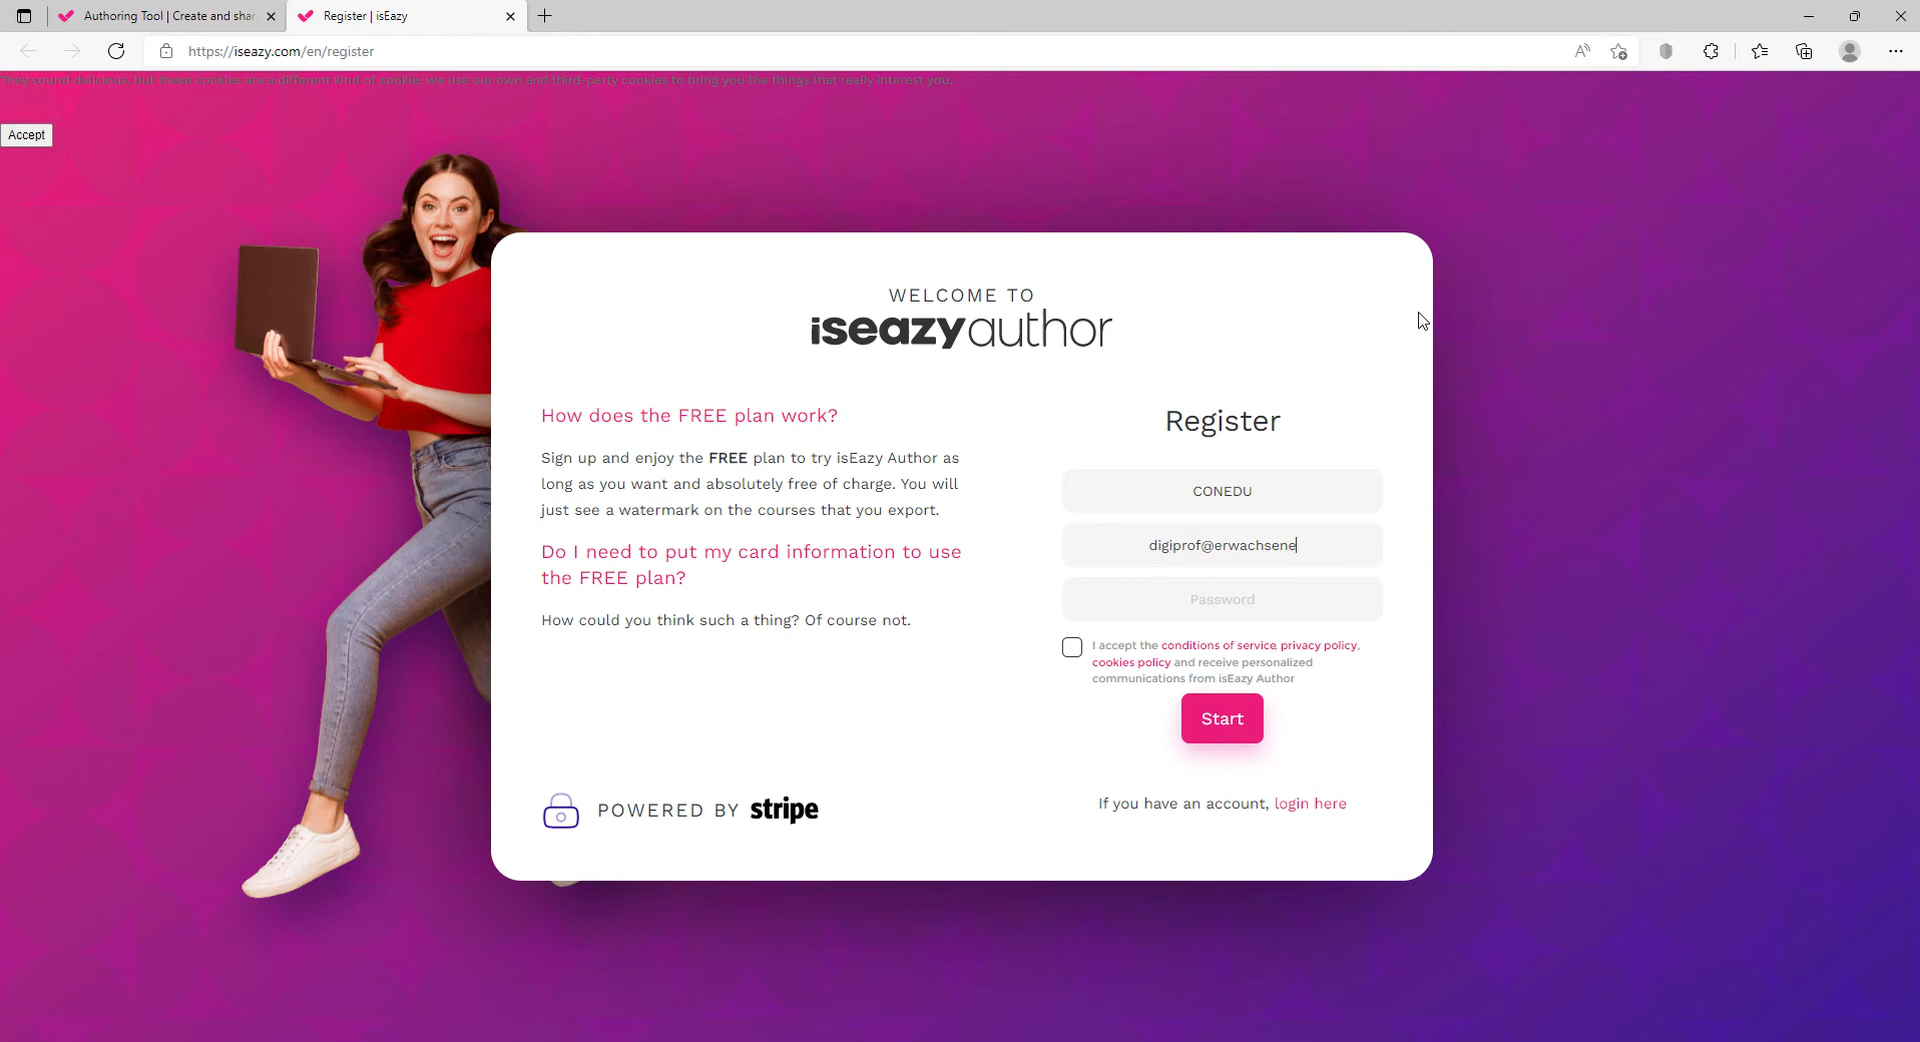 Authoring Tool | Create and shar
Register | isEazy
https://iseazy.com/en/register
They sound delicious, but these cookies are a different kind of cookie: we use our own and third-party cookies to bring you the things that really interest you.
Accept
WELCOME TO
iseazyauthor
How does the FREE plan work?
Sign up and enjoy the FREE plan to try isEazy Author as
long as you want and absolutely free of charge. You will
just see a watermark on the courses that you export.
Do I need to put my card information to use
the FREE plan?
How could you think such a thing? Of course not.
POWERED BY stripe
Register
CONEDU
digiprof@erwachsene
Password
I accept the conditions of service, privacy policy,
cookies policy and receive personalized
communications from isEazy Author
Start
If you have an account, login here